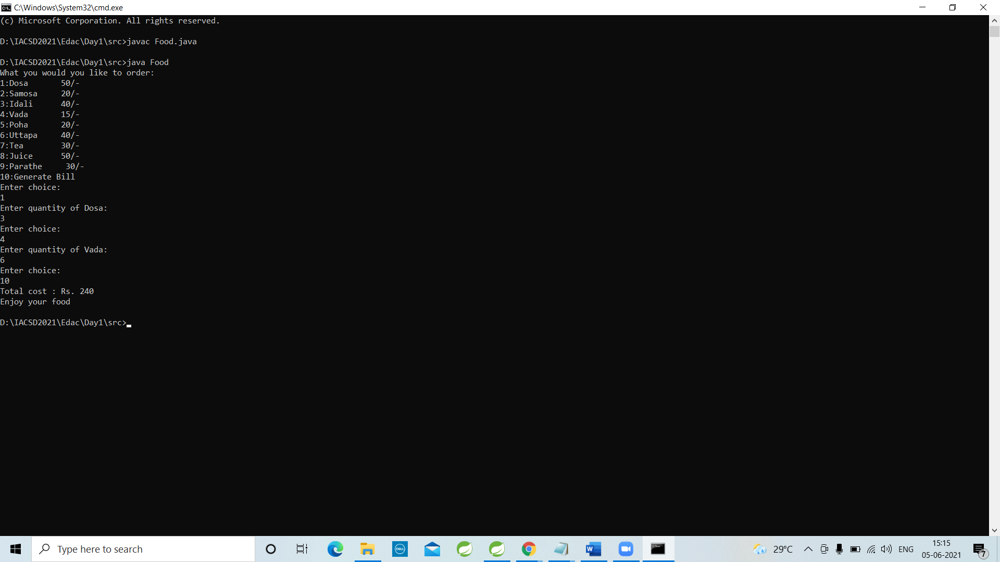 C:\Windows\System32\cmd.exe
(c) Microsoft Corporation. All rights reserved.
D:\IACSD2021\Edac\Day1\src>javac Food.java
D:\IACSD2021\Edac\Day1\src>java Food
What you would you like to order:
1:Dosa       50/-
2:Samosa     20/-
3:Idali      40/-
4:Vada       15/-
5:Poha       20/-
6:Uttapa     40/-
7:Tea        30/-
8:Juice      50/-
9:Parathe     30/-
10:Generate Bill
Enter choice:
1
Enter quantity of Dosa:
3
Enter choice:
4
Enter quantity of Vada:
6
Enter choice:
10
Total cost : Rs. 240
Enjoy your food
D:\IACSD2021\Edac\Day1\src>
Type here to search
DELL
W
29°C
ENG
15:15
05-06-2021
7